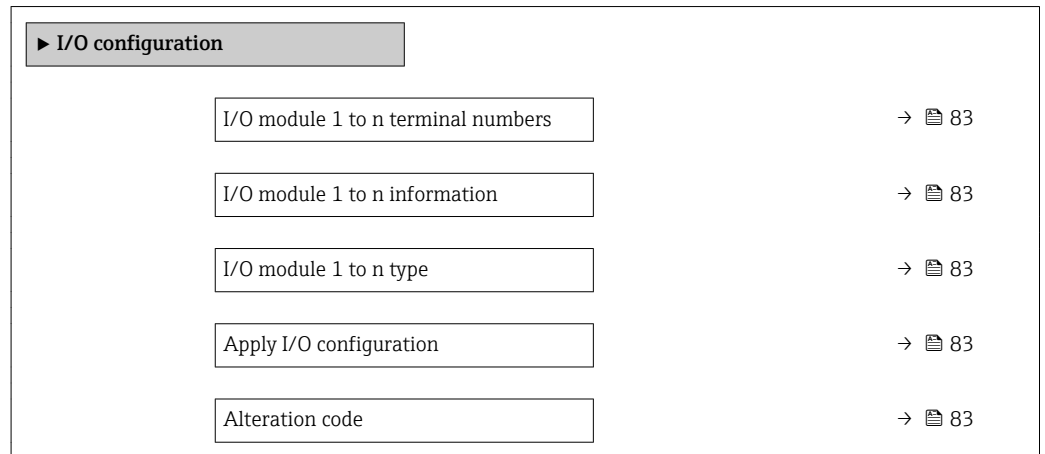 ▶ I/O configuration
I/O module 1 to n terminal numbers → 83
I/O module 1 to n information → 83
I/O module 1 to n type → 83
Apply I/O configuration → 83
Alteration code → 83